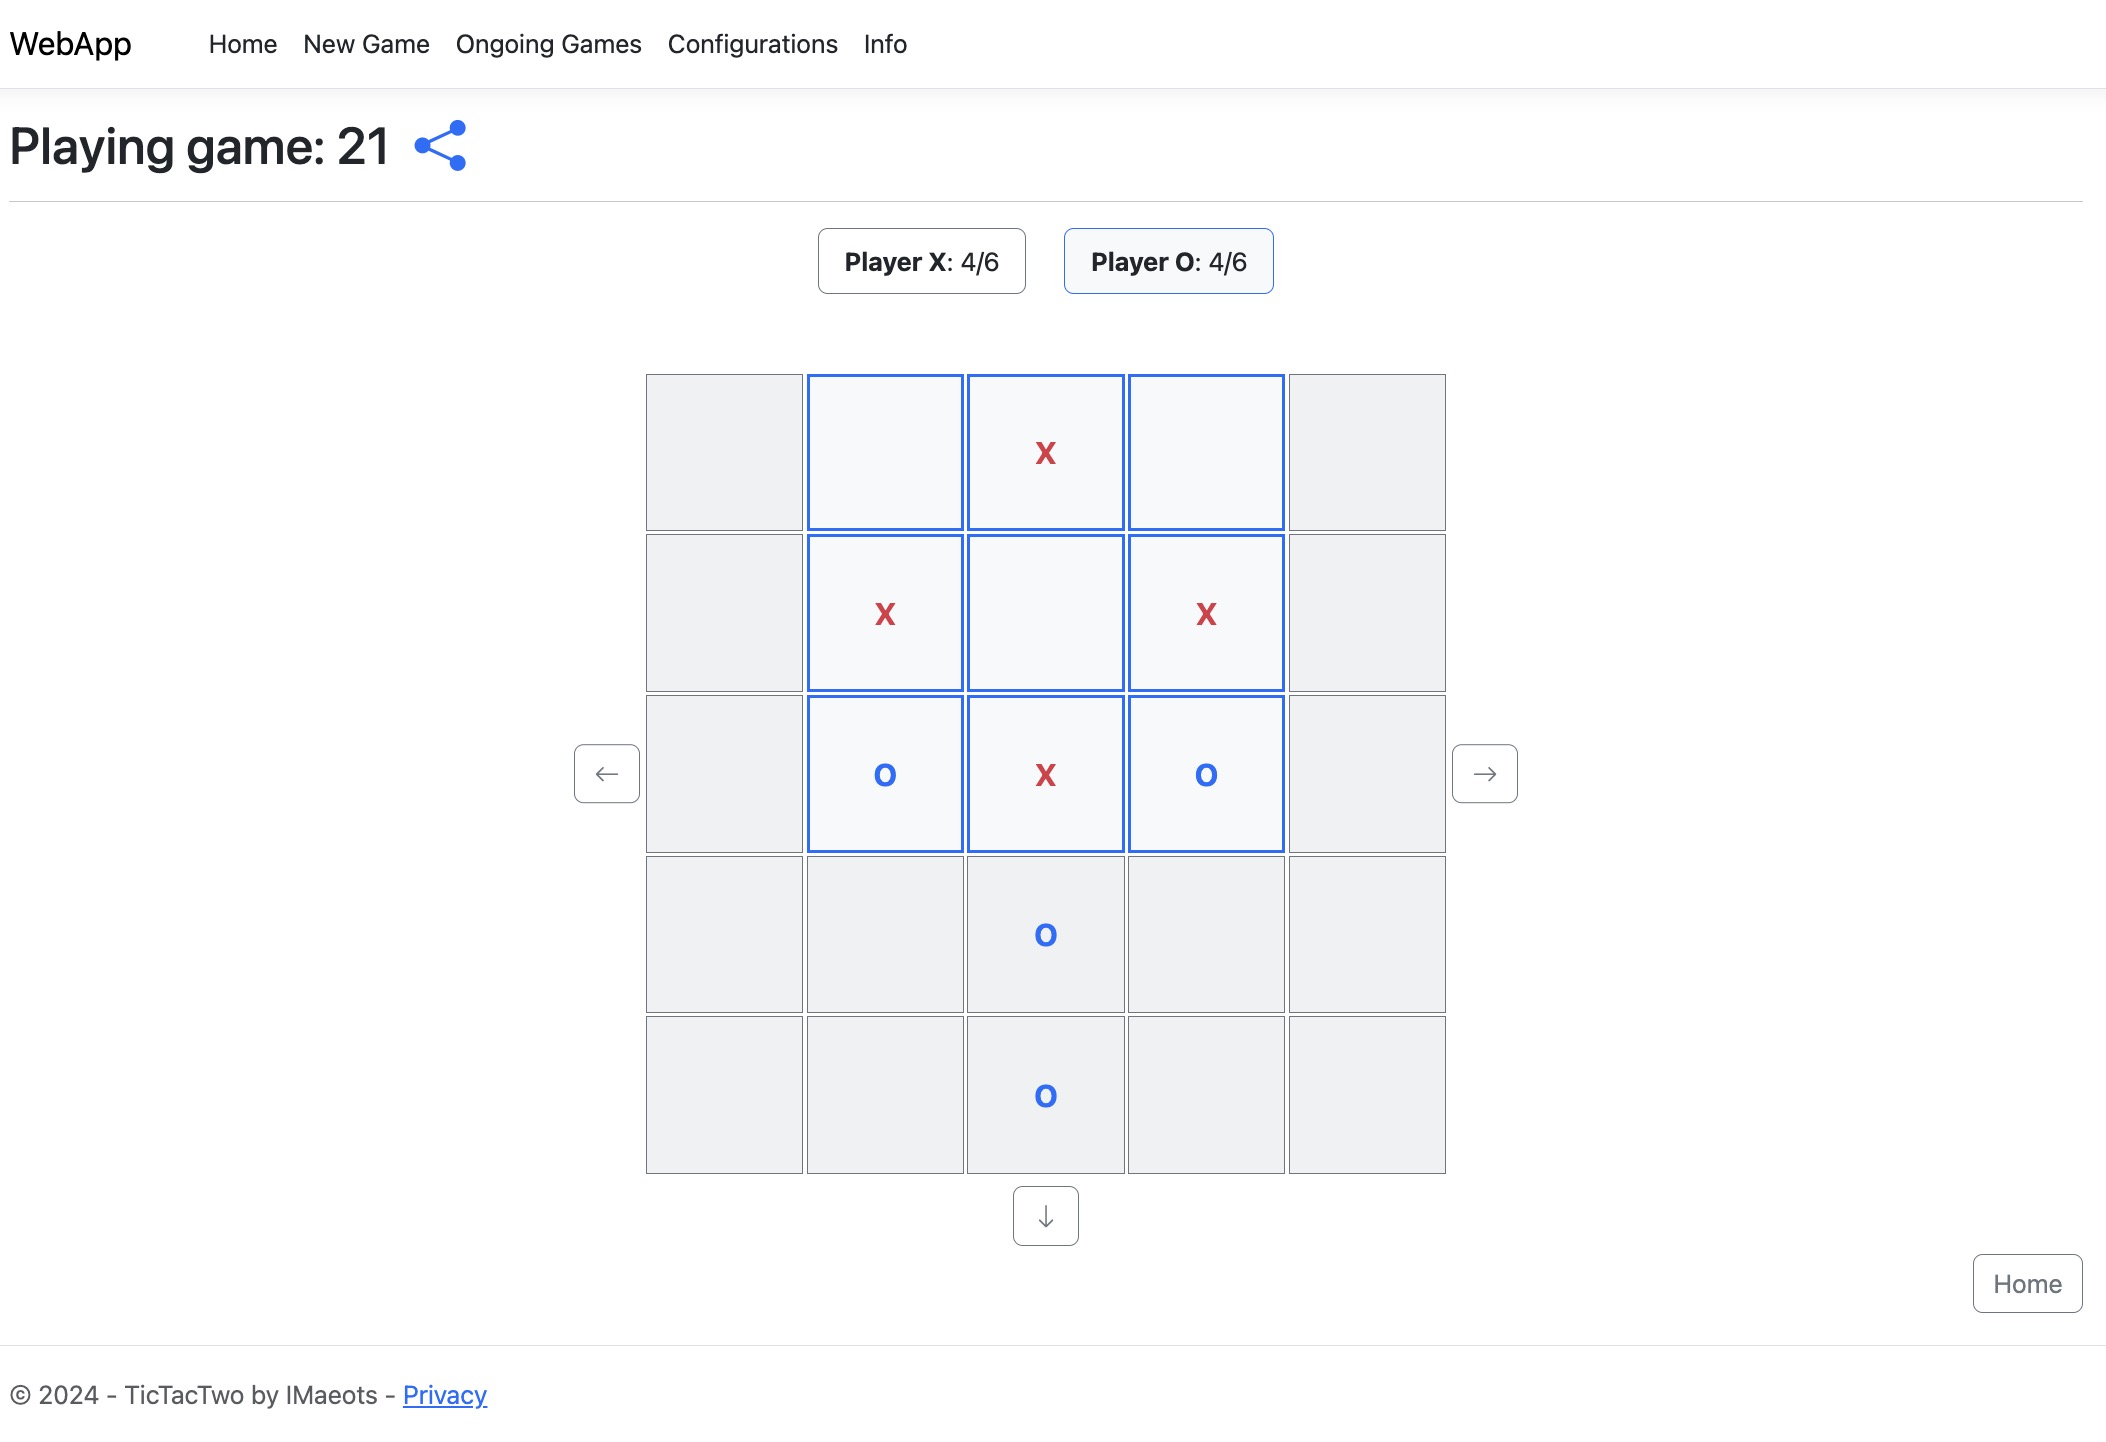 WebApp Home New Game Ongoing Games Configurations Info
Playing game: 21
Player X: 4/6 Player O: 4/6
X
X X
O X O
← →
O
O
↓
Home
© 2024 - TicTacTwo by IMaeots - Privacy